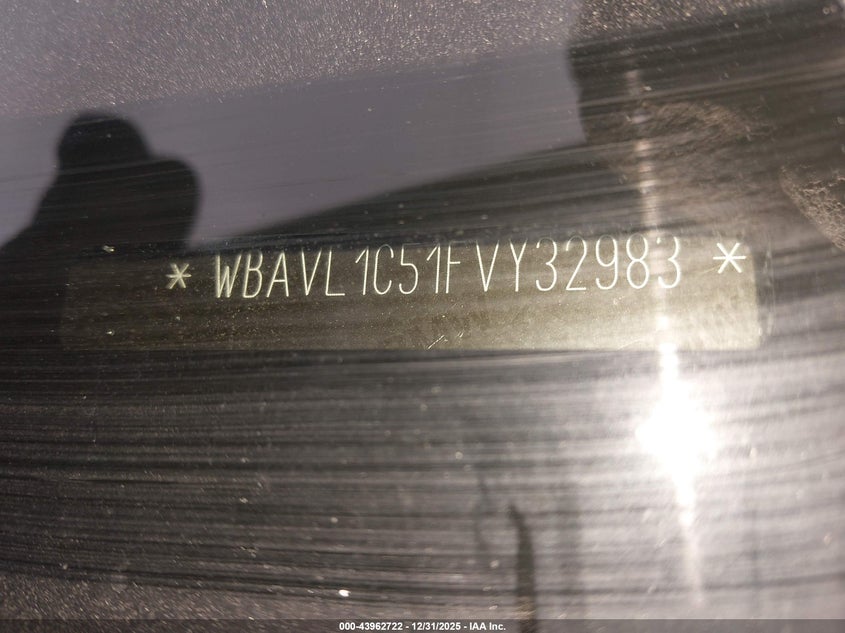 * WBAVL1C51FVY32983 *
000-43962722 - 12/31/2025 - IAA Inc.